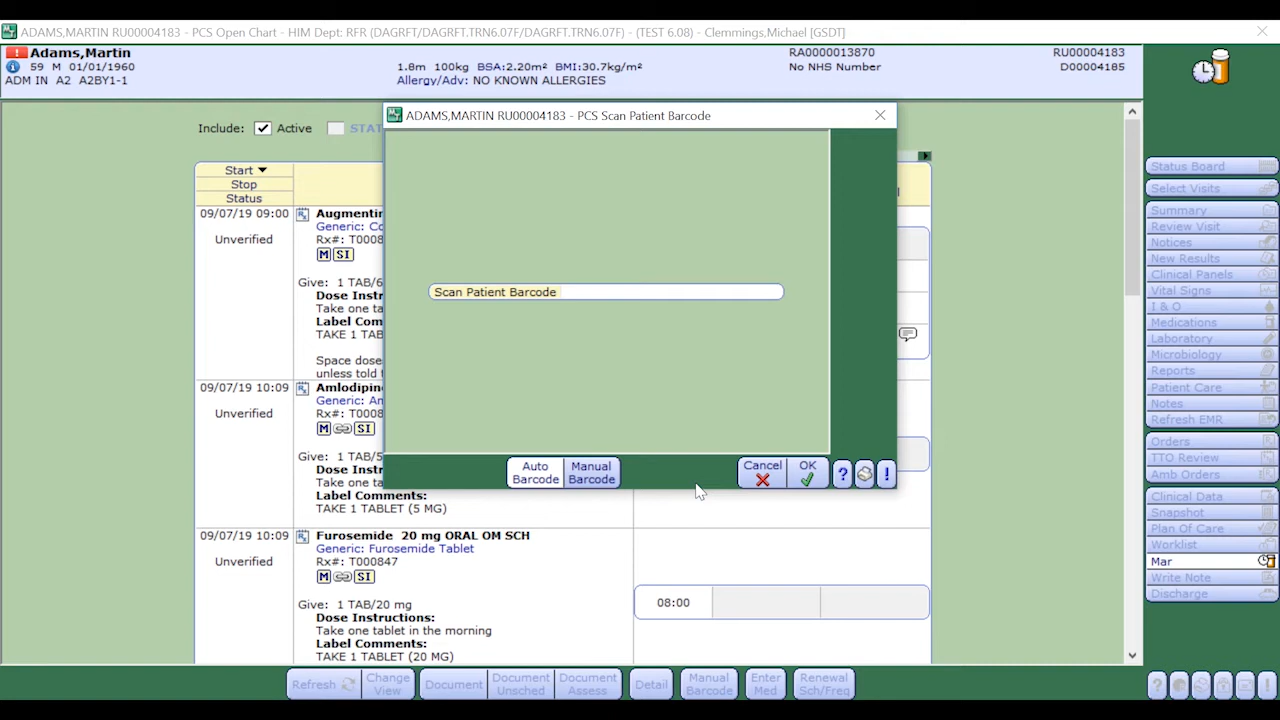 ADAMS,MARTIN RU00004183 - PCS Open Chart - HIM Dept: RFR (DAGRFT/DAGRFT.TRN6.07F/DAGRFT.TRN6.07F) - (TEST 6.08) - Clemmings,Michael [GSDT]
Adams,Martin
59 M 01/01/1960
ADM IN A2 A2BY1-1
1.8m 100kg BSA:2.20m² BMI:30.7kg/m²
Allergy/Adv: NO KNOWN ALLERGIES
RA0000013870
No NHS Number
RU00004183
D00004185
Include: Active STAT
ADAMS,MARTIN RU00004183 - PCS Scan Patient Barcode
Scan Patient Barcode
Auto Barcode
Manual Barcode
Cancel
OK
?
!
Start
Stop
Status
09/07/19 09:00
Unverified
Augmentin
Generic: Co
Rx#: T0008
M SI
Give: 1 TAB/6
Dose Instr
Take one ta
Label Com
TAKE 1 TAB
Space dose
unless told t
09/07/19 10:09
Unverified
Amlodipine
Generic: Am
Rx#: T0008
M SI
Give: 1 TAB/5
Dose Inst
Take one ta
Label Comments:
TAKE 1 TABLET (5 MG)
09/07/19 10:09
Unverified
Furosemide 20 mg ORAL OM SCH
Generic: Furosemide Tablet
Rx#: T000847
M SI
Give: 1 TAB/20 mg
Dose Instructions:
Take one tablet in the morning
Label Comments:
TAKE 1 TABLET (20 MG)
08:00
Status Board
Select Visits
Summary
Review Visit
Notices
New Results
Clinical Panels
Vital Signs
I & O
Medications
Laboratory
Microbiology
Reports
Patient Care
Notes
Refresh EMR
Orders
TTO Review
Amb Orders
Clinical Data
Snapshot
Plan Of Care
Worklist
Mar
Write Note
Discharge
Refresh
Change View
Document
Document Unsched
Document Assess
Detail
Manual Barcode
Enter Med
Renewal Sch/Freq
?
!